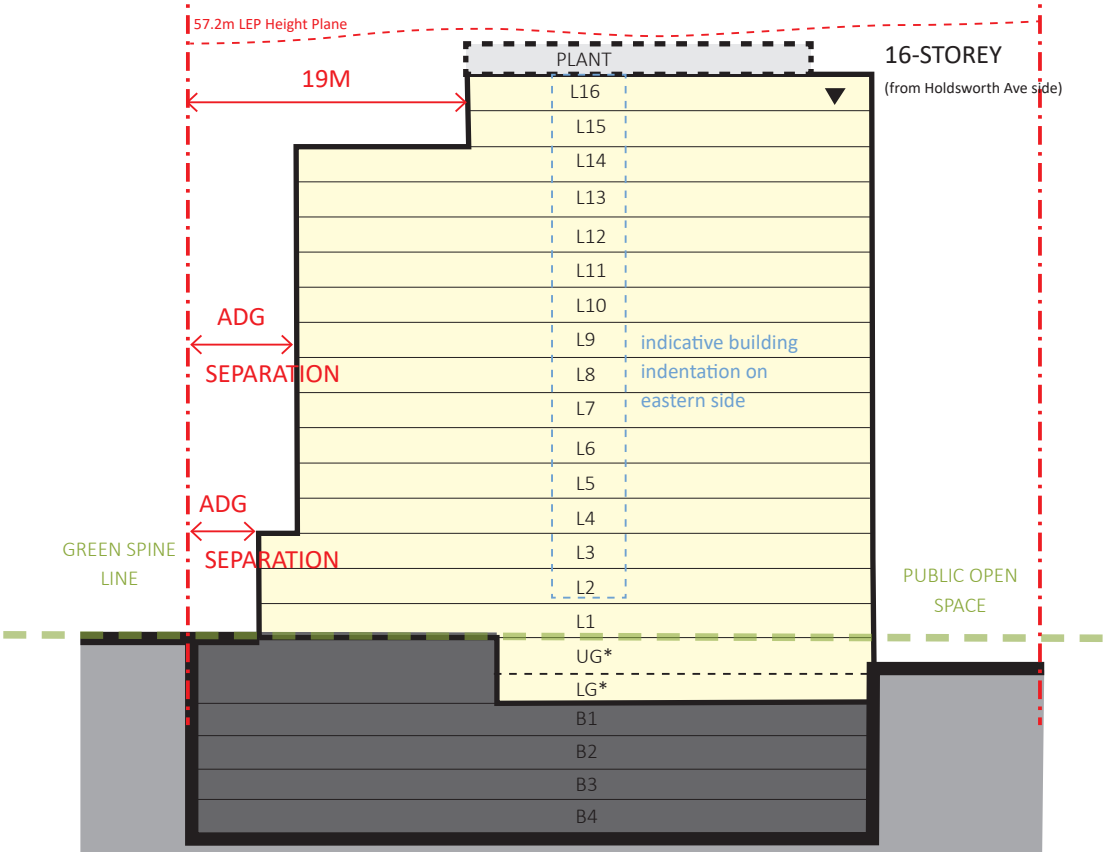 57.2m LEP Height Plane
PLANT
16-STOREY
(from Holdsworth Ave side)
19M
L16
L15
L14
L13
L12
L11
L10
ADG
SEPARATION
L9
L8
L7
indicative building
indentation on
eastern side
L6
L5
L4
ADG
SEPARATION
L3
L2
L1
GREEN SPINE
LINE
PUBLIC OPEN
SPACE
UG*
LG*
B1
B2
B3
B4